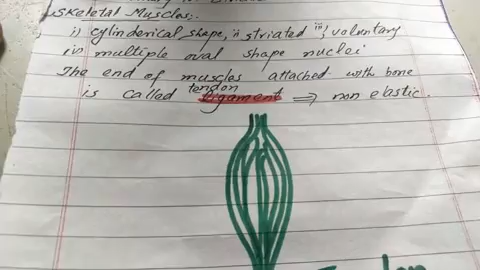 Skeletal Muscles:-
i) cylinderical shape, ii) striated iii) voluntary
iv) multiple oval shape nuclei
The end of muscles attached with bone
is called tendon ligament ⇒ non elastic.